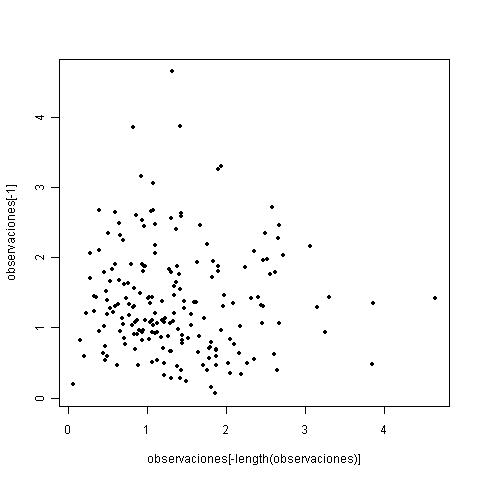 observaciones[-1]
4
3
2
1
0
0 1 2 3 4
observaciones[-length(observaciones)]